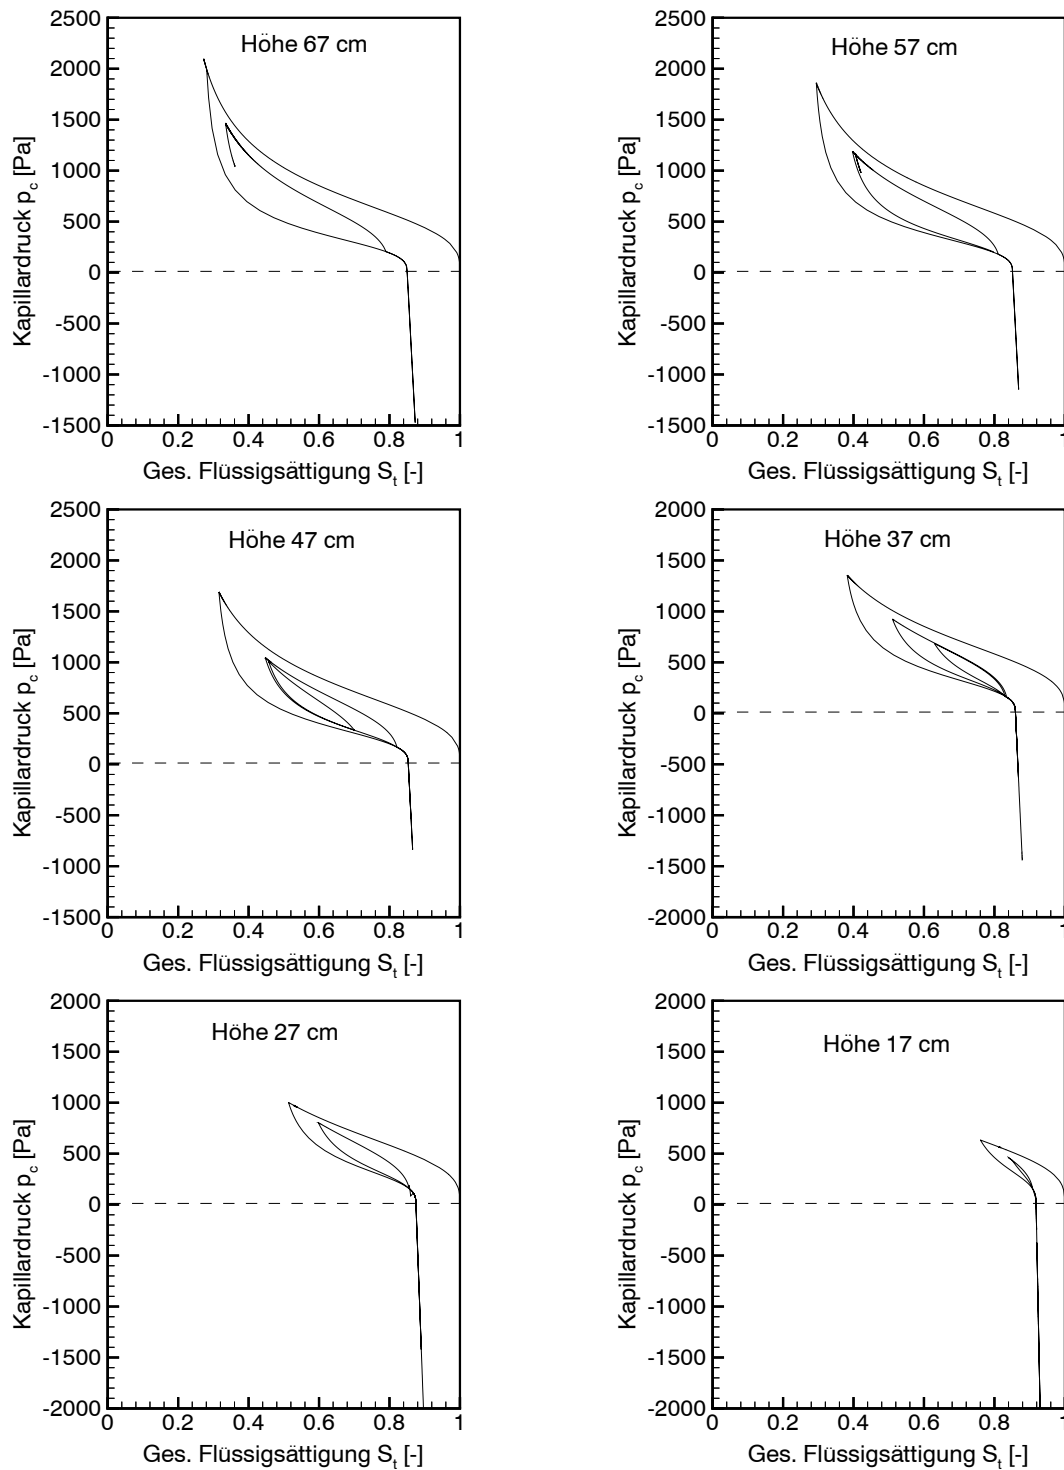 Höhe 67 cm
Kapillardruck p_c [Pa]
2500
2000
1500
1000
500
0
-500
-1000
-1500
0 0.2 0.4 0.6 0.8 1
Ges. Flüssigsättigung S_t [-]
Höhe 57 cm
Kapillardruck p_c [Pa]
2500
2000
1500
1000
500
0
-500
-1000
-1500
0 0.2 0.4 0.6 0.8 1
Ges. Flüssigsättigung S_t [-]
Höhe 47 cm
Kapillardruck p_c [Pa]
2500
2000
1500
1000
500
0
-500
-1000
-1500
0 0.2 0.4 0.6 0.8 1
Ges. Flüssigsättigung S_t [-]
Höhe 37 cm
Kapillardruck p_c [Pa]
2000
1500
1000
500
0
-500
-1000
-1500
-2000
0 0.2 0.4 0.6 0.8 1
Ges. Flüssigsättigung S_t [-]
Höhe 27 cm
Kapillardruck p_c [Pa]
2000
1500
1000
500
0
-500
-1000
-1500
-2000
0 0.2 0.4 0.6 0.8 1
Ges. Flüssigsättigung S_t [-]
Höhe 17 cm
Kapillardruck p_c [Pa]
2000
1500
1000
500
0
-500
-1000
-1500
-2000
0 0.2 0.4 0.6 0.8 1
Ges. Flüssigsättigung S_t [-]